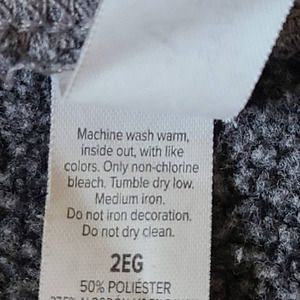 Machine wash warm,
inside out, with like
colors. Only non-chlorine
bleach. Tumble dry low.
Medium iron.
Do not iron decoration.
Do not dry clean.
2EG
50% POLIÉSTER